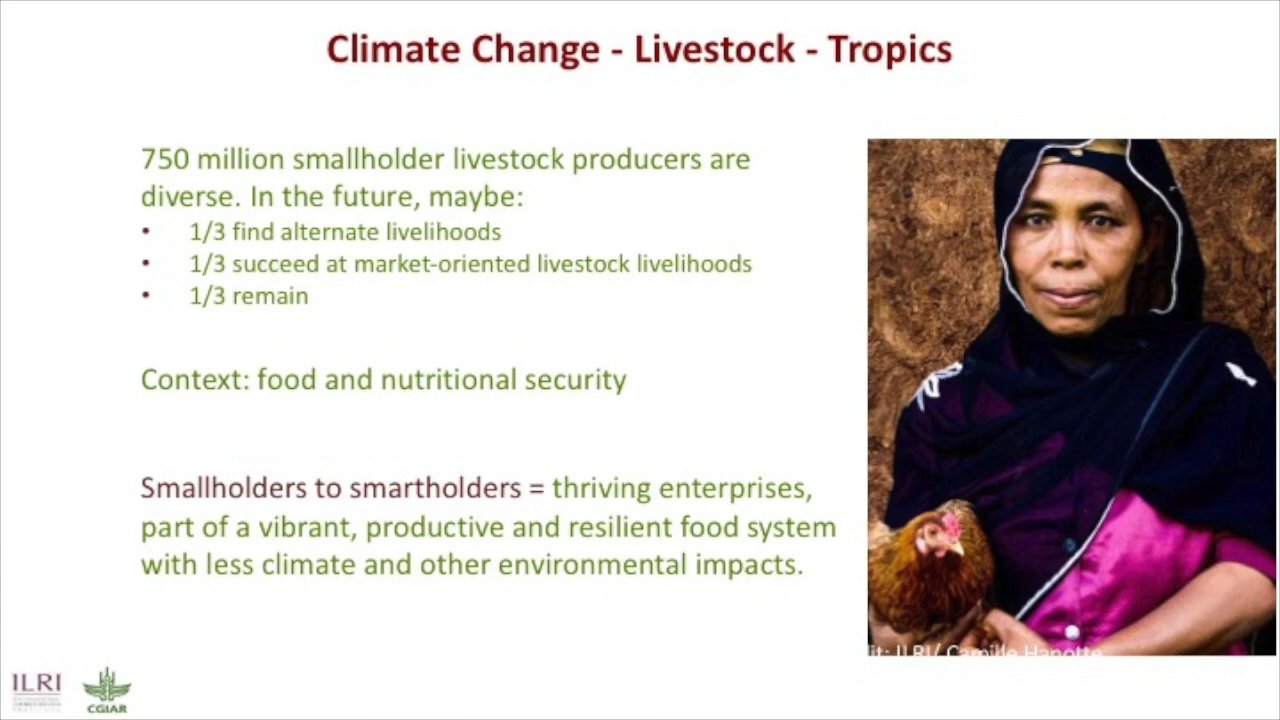 Climate Change - Livestock - Tropics
750 million smallholder livestock producers are
diverse. In the future, maybe:
• 1/3 find alternate livelihoods
• 1/3 succeed at market-oriented livestock livelihoods
• 1/3 remain
Context: food and nutritional security
Smallholders to smartholders = thriving enterprises,
part of a vibrant, productive and resilient food system
with less climate and other environmental impacts.
ILRI/ Camille Hanotte
ILRI
CGIAR